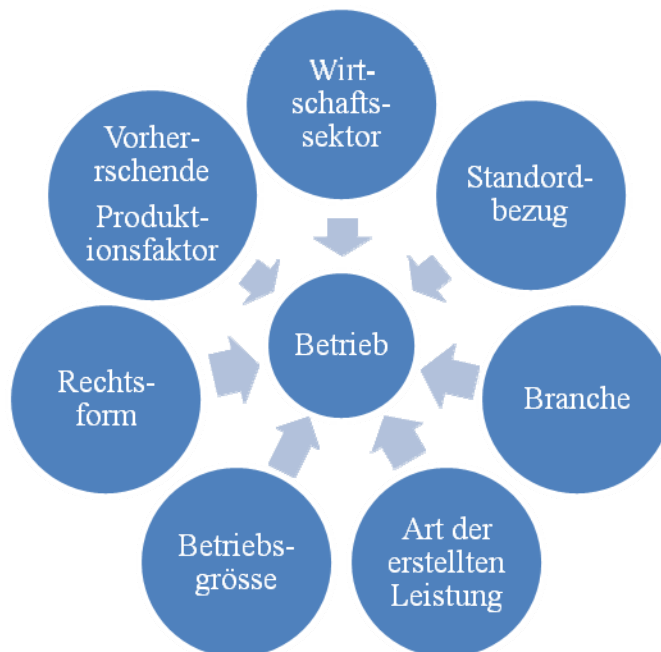 Wirt-
schafts-
sektor
Standord-
bezug
Branche
Art der
erstellten
Leistung
Betriebs-
grösse
Rechts-
form
Vorher-
rschende
Produkt-
ionsfaktor
Betrieb